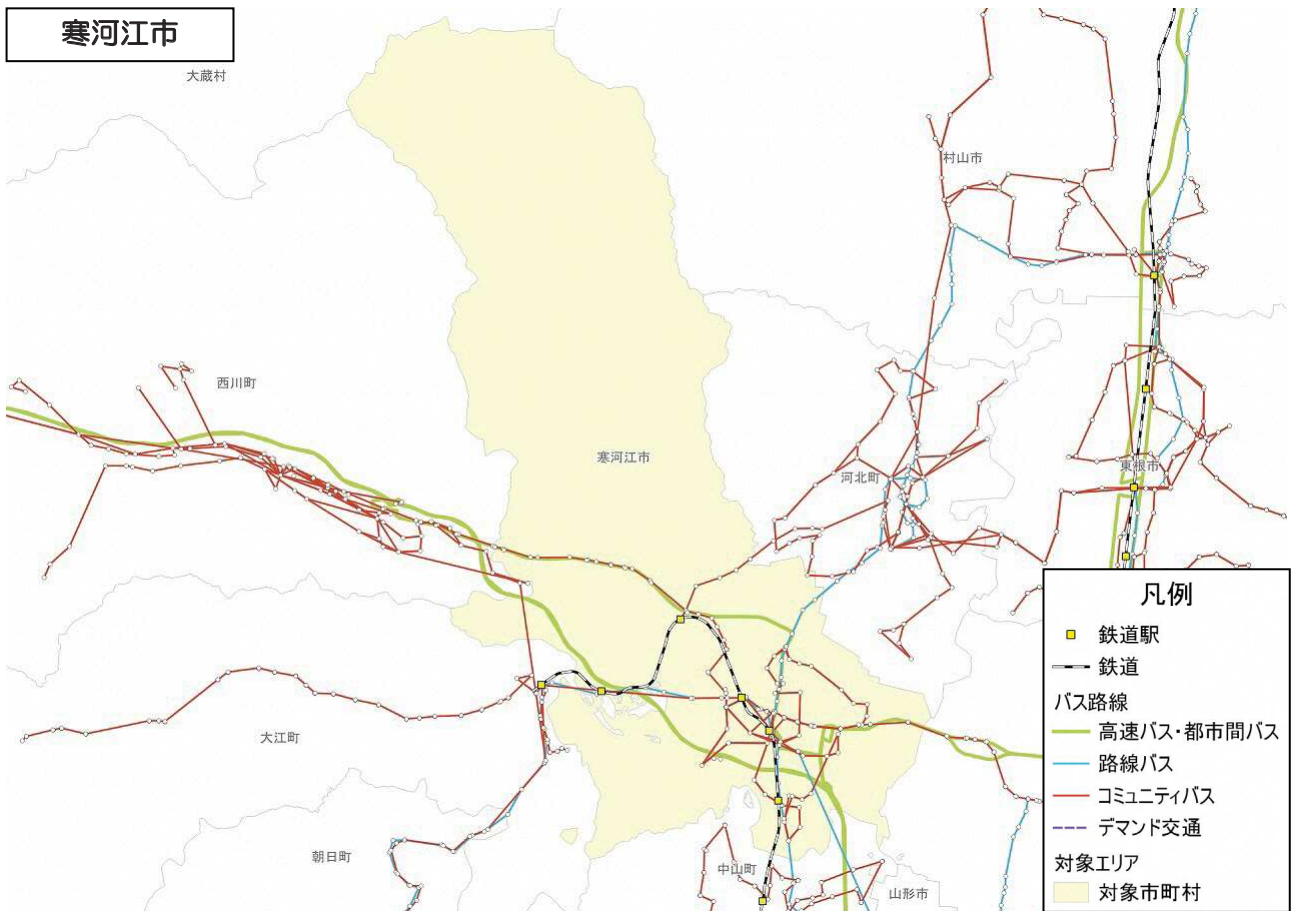 寒河江市
大蔵村
村山市
西川町
寒河江市
河北町
東根市
大江町
朝日町
中山町
山形市
凡例
鉄道駅
鉄道
バス路線
高速バス・都市間バス
路線バス
コミュニティバス
デマンド交通
対象エリア
対象市町村